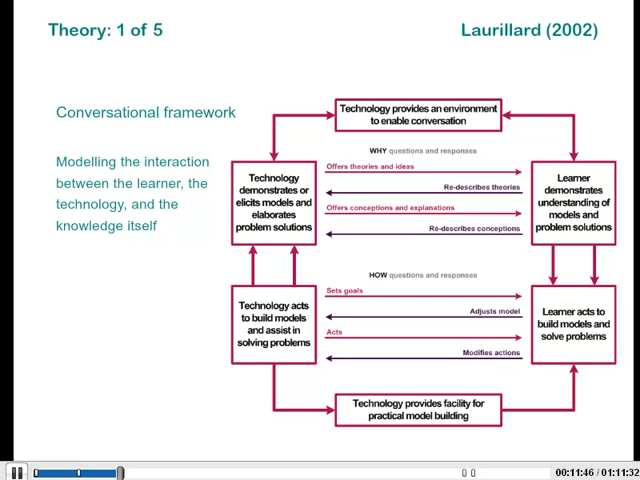 Theory: 1 of 5
Laurillard (2002)
Conversational framework
Modelling the interaction
between the learner, the
technology, and the
knowledge itself
Technology provides an environment
to enable conversation
WHY questions and responses
Technology
demonstrates or
elicits models and
elaborates
problem solutions
Offers theories and ideas
Re-describes theories
Offers conceptions and explanations
Re-describes conceptions
Learner
demonstrates
understanding of
models and
problem solutions
HOW questions and responses
Technology acts
to build models
and assist in
solving problems
Sets goals
Adjusts model
Acts
Modifies actions
Learner acts to
build models and
solve problems
Technology provides facility for
practical model building
00:11:46 / 01:11:32